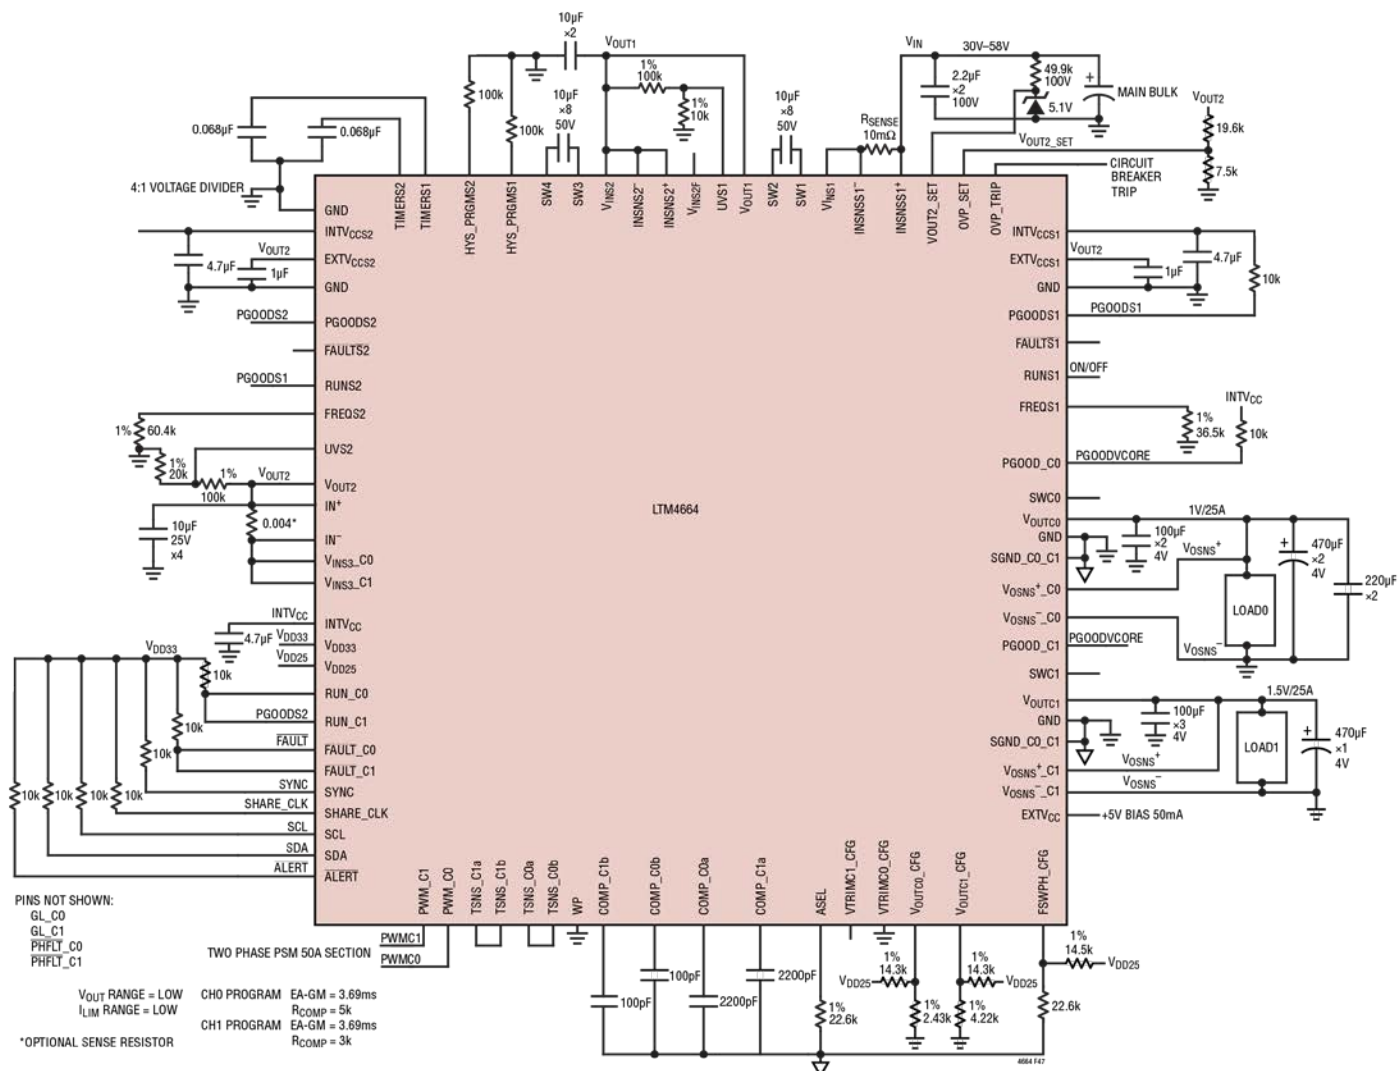 10µF
×2
VOUT1
VIN
30V–58V
1%
100k
100k
100k
10µF
×8
50V
1%
10k
10µF
×8
50V
RSENSE
10mΩ
2.2µF
×2
100V
49.9k
100V
5.1V
MAIN BULK
VOUT2
19.6k
7.5k
VOUT2_SET
CIRCUIT
BREAKER
TRIP
0.068µF
0.068µF
4:1 VOLTAGE DIVIDER
TIMERS2
TIMERS1
HYS_PRGMS2
HYS_PRGMS1
SW4
SW3
VINS2
INSNS2–
INSNS2+
VINS2F
UVS1
VOUT1
SW2
SW1
VINS1
INSNSS1–
INSNSS1+
VOUT2_SET
OVP_SET
OVP_TRIP
GND
INTVCCS2
VOUT2
EXTVCCS2
4.7µF
1µF
GND
PGOODS2
PGOODS2
FAULTS2
PGOODS1
RUNS2
FREQS2
1%
60.4k
UVS2
1%
20k
1%
100k
VOUT2
VOUT2
IN+
10µF
25V
x4
0.004*
IN–
VINS3_C0
VINS3_C1
INTVCC
INTVCC
4.7µF
VDD33
VDD33
VDD25
VDD25
VDD33
10k
RUN_C0
PGOODS2
RUN_C1
10k
FAULT
FAULT_C0
10k
FAULT_C1
SYNC
SYNC
10k
10k
10k
10k
SHARE_CLK
SHARE_CLK
SCL
SCL
SDA
SDA
ALERT
ALERT
LTM4664
INTVCCS1
VOUT2
EXTVCCS1
1µF
4.7µF
10k
GND
PGOODS1
PGOODS1
FAULTS1
RUNS1
ON/OFF
FREQS1
1%
36.5k
INTVCC
10k
PGOOD_C0
PGOODVCORE
SWC0
VOUTC0
1V/25A
GND
SGND_C0_C1
100µF
×2
4V
VOSNS+
470µF
×2
4V
220µF
×2
LOAD0
VOSNS+_C0
VOSNS–_C0
VOSNS–
PGOOD_C1
PGOODVCORE
SWC1
VOUTC1
1.5V/25A
GND
SGND_C0_C1
100µF
×3
4V
LOAD1
470µF
×1
4V
VOSNS+
VOSNS+_C1
VOSNS–
VOSNS–_C1
EXTVCC
+5V BIAS 50mA
PWM_C1
PWM_C0
TSNS_C1a
TSNS_C1b
TSNS_C0a
TSNS_C0b
WP
COMP_C1b
COMP_C0b
COMP_C0a
COMP_C1a
ASEL
VTRIMC1_CFG
VTRIMC0_CFG
VOUTC0_CFG
VOUTC1_CFG
FSWPH_CFG
PWMC1
PWMC0
TWO PHASE PSM 50A SECTION
100pF
100pF
2200pF
2200pF
1%
22.6k
1%
14.3k
VDD25
1%
2.43k
1%
14.3k
VDD25
1%
4.22k
1%
14.5k
VDD25
22.6k
PINS NOT SHOWN:
GL_C0
GL_C1
PHFLT_C0
PHFLT_C1
VOUT RANGE = LOW
ILIM RANGE = LOW
CH0 PROGRAM EA-GM = 3.69ms
RCOMP = 5k
CH1 PROGRAM EA-GM = 3.69ms
RCOMP = 3k
*OPTIONAL SENSE RESISTOR
4664 F47